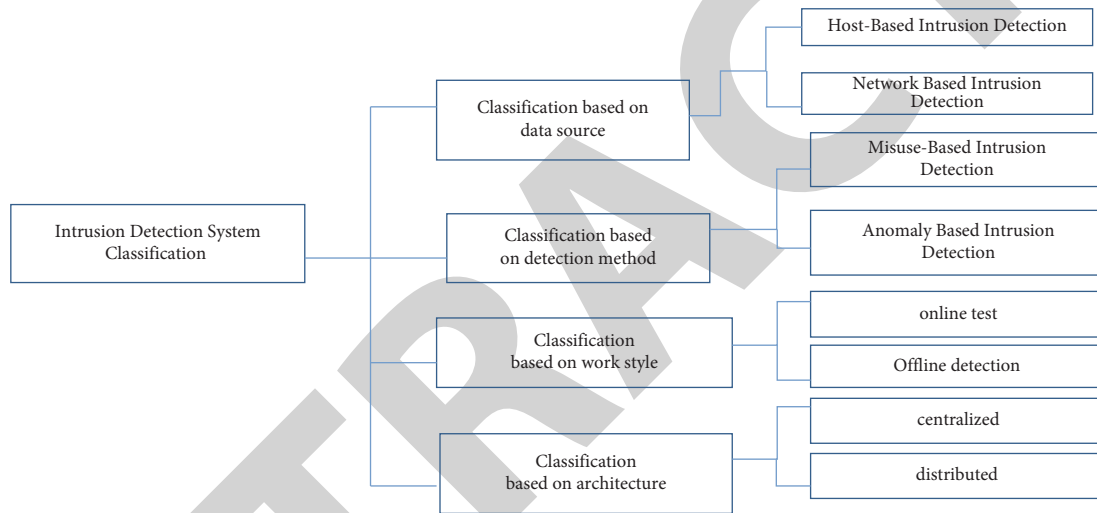 Host-Based Intrusion Detection
Network Based Intrusion
Detection
Classification based on
data source
Misuse-Based Intrusion
Detection
Intrusion Detection System
Classification
Classification based
on detection method
Anomaly Based Intrusion
Detection
Classification
based on work style
online test
Offline detection
Classification
based on architecture
centralized
distributed
TRAC